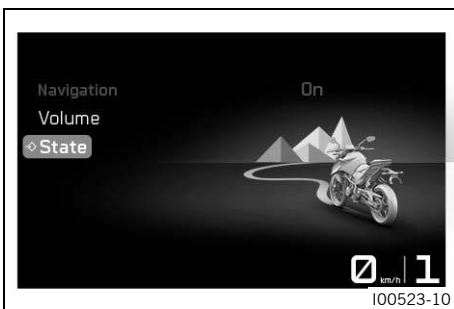 Navigation On
Volume
State
0 km/h 1
I00523-10